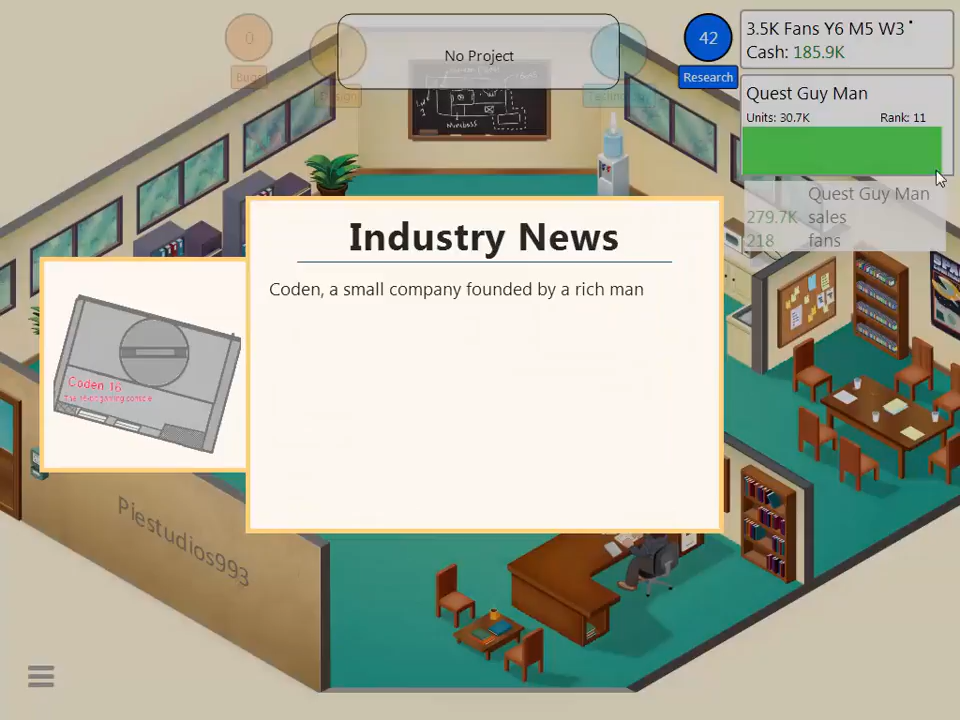 0
Bugs
Design
No Project
Technology
42
Research
3.5K Fans Y6 M5 W3
Cash: 185.9K
Quest Guy Man
Units: 30.7K Rank: 11
Quest Guy Man
279.7K sales
218 fans
Industry News
Coden, a small company founded by a rich man
Coden 16
Piestudios993